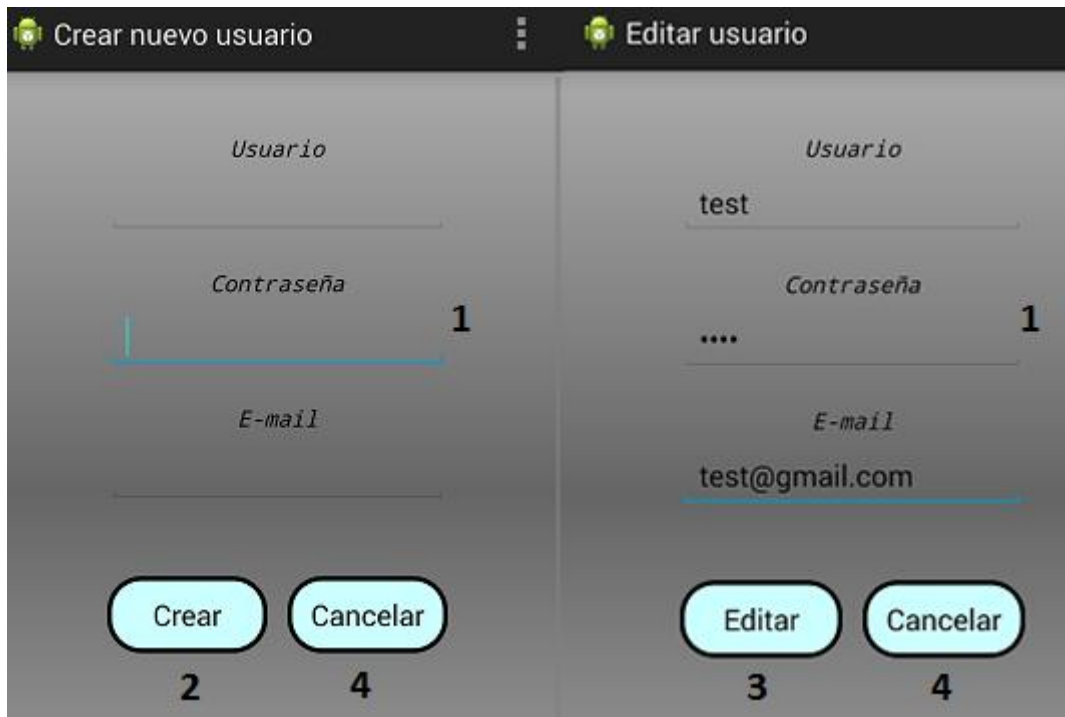 Crear nuevo usuario
Usuario
Contraseña
1
E-mail
Crear
Cancelar
2
4
Editar usuario
Usuario
test
Contraseña
••••
1
E-mail
test@gmail.com
Editar
Cancelar
3
4